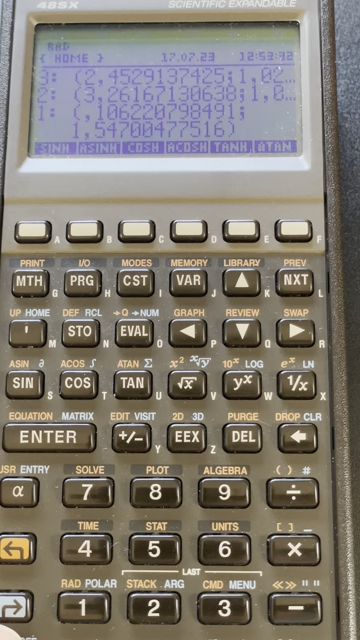 48SX SCIENTIFIC EXPANDABLE
RAD
{ HOME } 17.07.23 12:53:32
3: (2,4529137425;1,02…
2: (3,26167130638;1,8…
1: (,106220798491;
1,54700477516)
SINH ASINH COSH ACOSH TANH ATAN
A B C D E F
PRINT I/O MODES MEMORY LIBRARY PREV
MTH G PRG H CST I VAR J ▲ K NXT L
UP HOME DEF RCL →Q →NUM GRAPH REVIEW SWAP
' M STO N EVAL O ◀ P ▼ Q ▶ R
ASIN ∂ ACOS ∫ ATAN Σ x² ˣ√y 10ˣ LOG eˣ LN
SIN S COS T TAN U √x V yˣ W 1/x X
EQUATION MATRIX EDIT VISIT 2D 3D PURGE DROP CLR
ENTER +/− Y EEX Z DEL ←
USR ENTRY SOLVE PLOT ALGEBRA ( ) #
α 7 8 9 ÷
TIME STAT UNITS [ ] _
4 5 6 ×
LAST
RAD POLAR STACK ARG CMD MENU « » " "
1 2 3 −